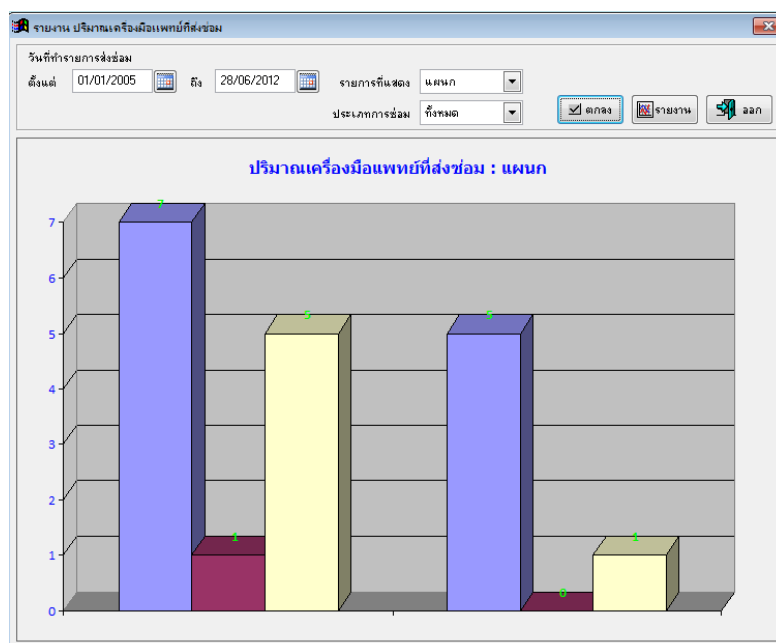 รายงาน ปริมาณเครื่องมือแพทย์ที่ส่งซ่อม
วันที่ทำรายการส่งซ่อม
ตั้งแต่ 01/01/2005 ถึง 28/06/2012 รายการที่แสดง แผนก
ประเภทการซ่อม ทั้งหมด ตกลง รายงาน ออก
ปริมาณเครื่องมือแพทย์ที่ส่งซ่อม : แผนก
7
7
6
5 5
5
4
3
2
1 1
1
0
0